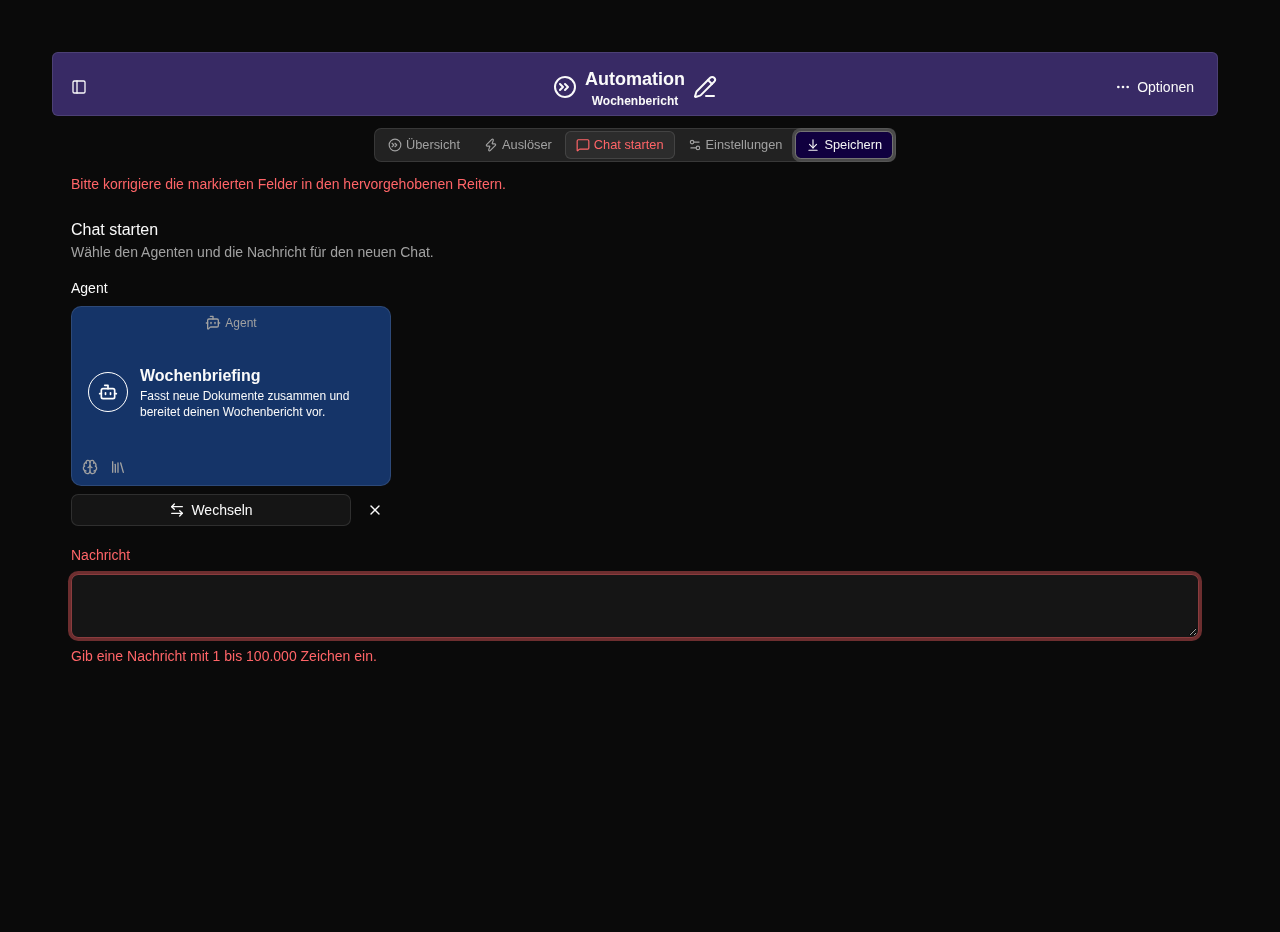 Automation
Wochenbericht
Optionen
Übersicht
Auslöser
Chat starten
Einstellungen
Speichern
Bitte korrigiere die markierten Felder in den hervorgehobenen Reitern.
Chat starten
Wähle den Agenten und die Nachricht für den neuen Chat.
Agent
Agent
Wochenbriefing
Fasst neue Dokumente zusammen und
bereitet deinen Wochenbericht vor.
Wechseln
Nachricht
Gib eine Nachricht mit 1 bis 100.000 Zeichen ein.